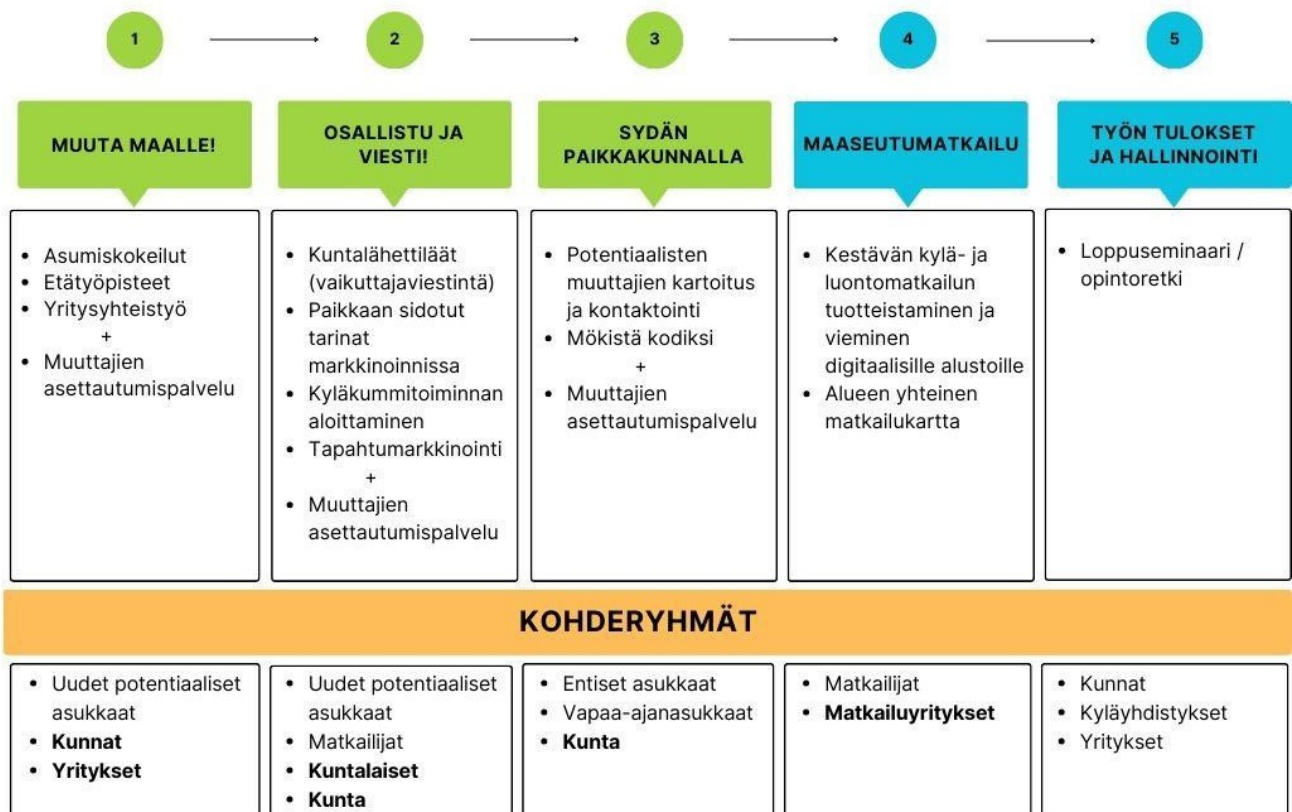 1
2
3
4
5
MUUTA MAALLE!
OSALLISTU JA
VIESTI!
SYDÄN
PAIKKAKUNNALLA
MAASEUTUMATKAILU
TYÖN TULOKSET
JA HALLINNOINTI
• Asumiskokeilut
• Etätyöpisteet
• Yritysyhteistyö
+
• Muuttajien
asettautumispalvelu
• Kuntalähettiläät
(vaikuttajaviestintä)
• Paikkaan sidotut
tarinat
markkinoinnissa
• Kyläkummitoiminnan
aloittaminen
• Tapahtumarkkinointi
+
• Muuttajien
asettautumispalvelu
• Potentiaalisten
muuttajien kartoitus
ja kontaktointi
• Mökistä kodiksi
+
• Muuttajien
asettautumispalvelu
• Kestävän kylä- ja
luontomatkailun
tuotteistaminen ja
vieminen
digitaalisille alustoille
• Alueen yhteinen
matkailukartta
• Loppuseminaari /
opintoretki
KOHDERYHMÄT
• Uudet potentiaaliset
asukkaat
• Kunnat
• Yritykset
• Uudet potentiaaliset
asukkaat
• Matkailijat
• Kuntalaiset
• Kunta
• Entiset asukkaat
• Vapaa-ajanasukkaat
• Kunta
• Matkailijat
• Matkailuyritykset
• Kunnat
• Kyläyhdistykset
• Yritykset